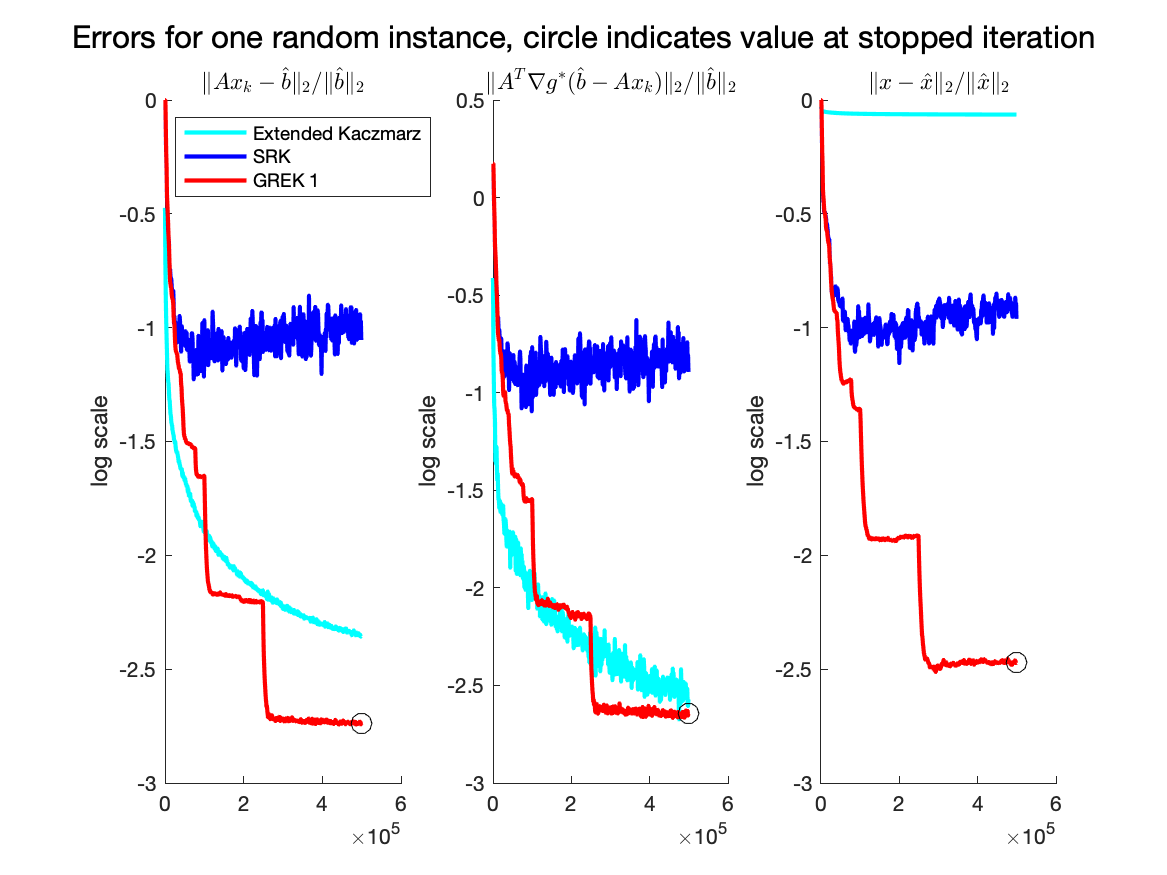 Errors for one random instance, circle indicates value at stopped iteration
‖Ax_k − b̂‖₂/‖b̂‖₂
‖A^T ∇g*(b̂ − Ax_k)‖₂/‖b̂‖₂
‖x − x̂‖₂/‖x̂‖₂
Extended Kaczmarz
SRK
GREK 1
0
-0.5
-1
-1.5
-2
-2.5
-3
log scale
0 2 4 6
×10^5
0.5
0
-0.5
-1
-1.5
-2
-2.5
-3
log scale
0 2 4 6
×10^5
0
-0.5
-1
-1.5
-2
-2.5
-3
log scale
0 2 4 6
×10^5